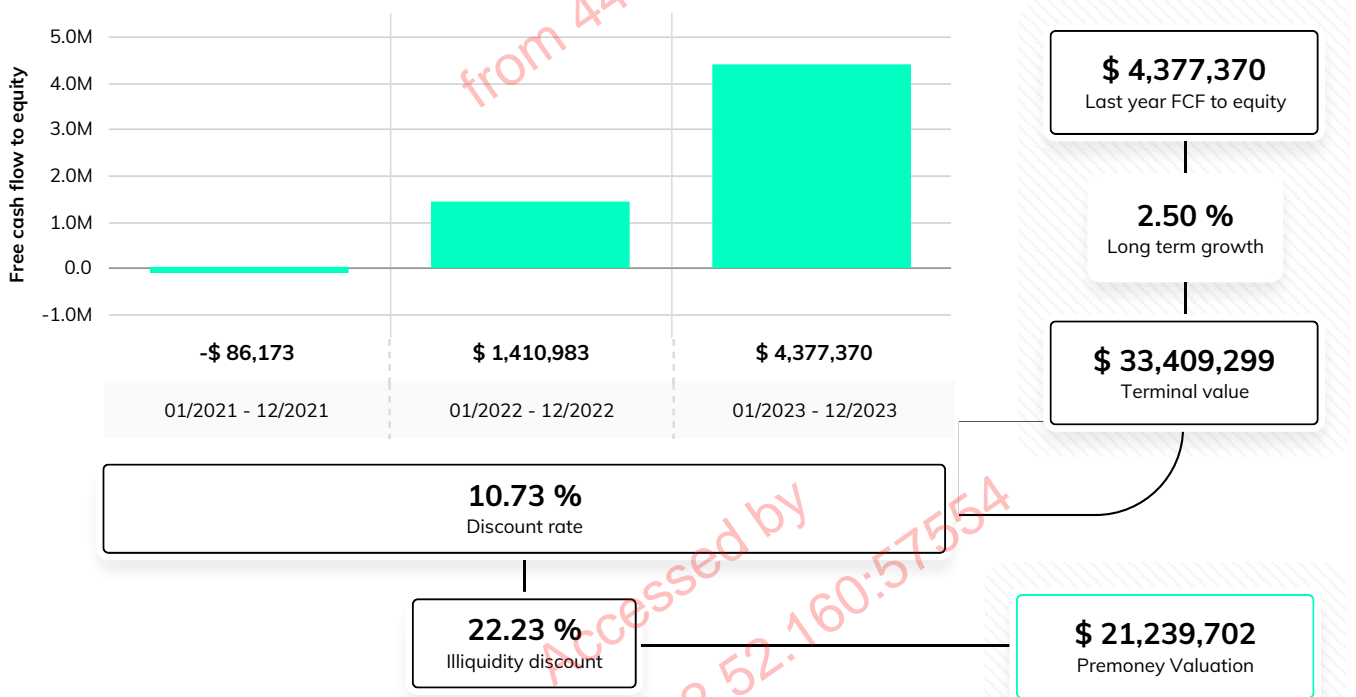 Free cash flow to equity
5.0M
4.0M
3.0M
2.0M
1.0M
0.0
-1.0M
-$ 86,173
$ 1,410,983
$ 4,377,370
01/2021 - 12/2021
01/2022 - 12/2022
01/2023 - 12/2023
$ 4,377,370
Last year FCF to equity
2.50 %
Long term growth
$ 33,409,299
Terminal value
10.73 %
Discount rate
22.23 %
Illiquidity discount
$ 21,239,702
Premoney Valuation
from 44
Accessed by
52.160:57554